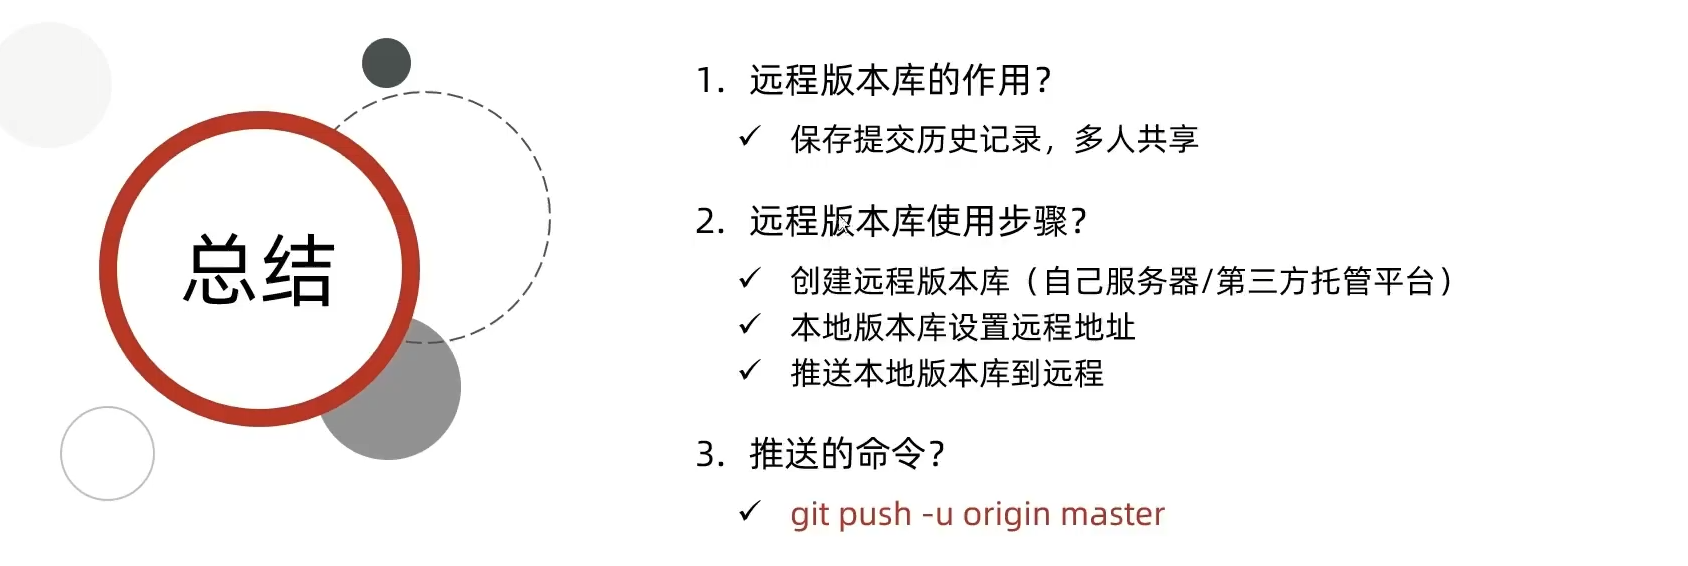 总结
1. 远程版本库的作用？
✓ 保存提交历史记录，多人共享
2. 远程版本库使用步骤？
✓ 创建远程版本库（自己服务器/第三方托管平台）
✓ 本地版本库设置远程地址
✓ 推送本地版本库到远程
3. 推送的命令？
✓ git push -u origin master